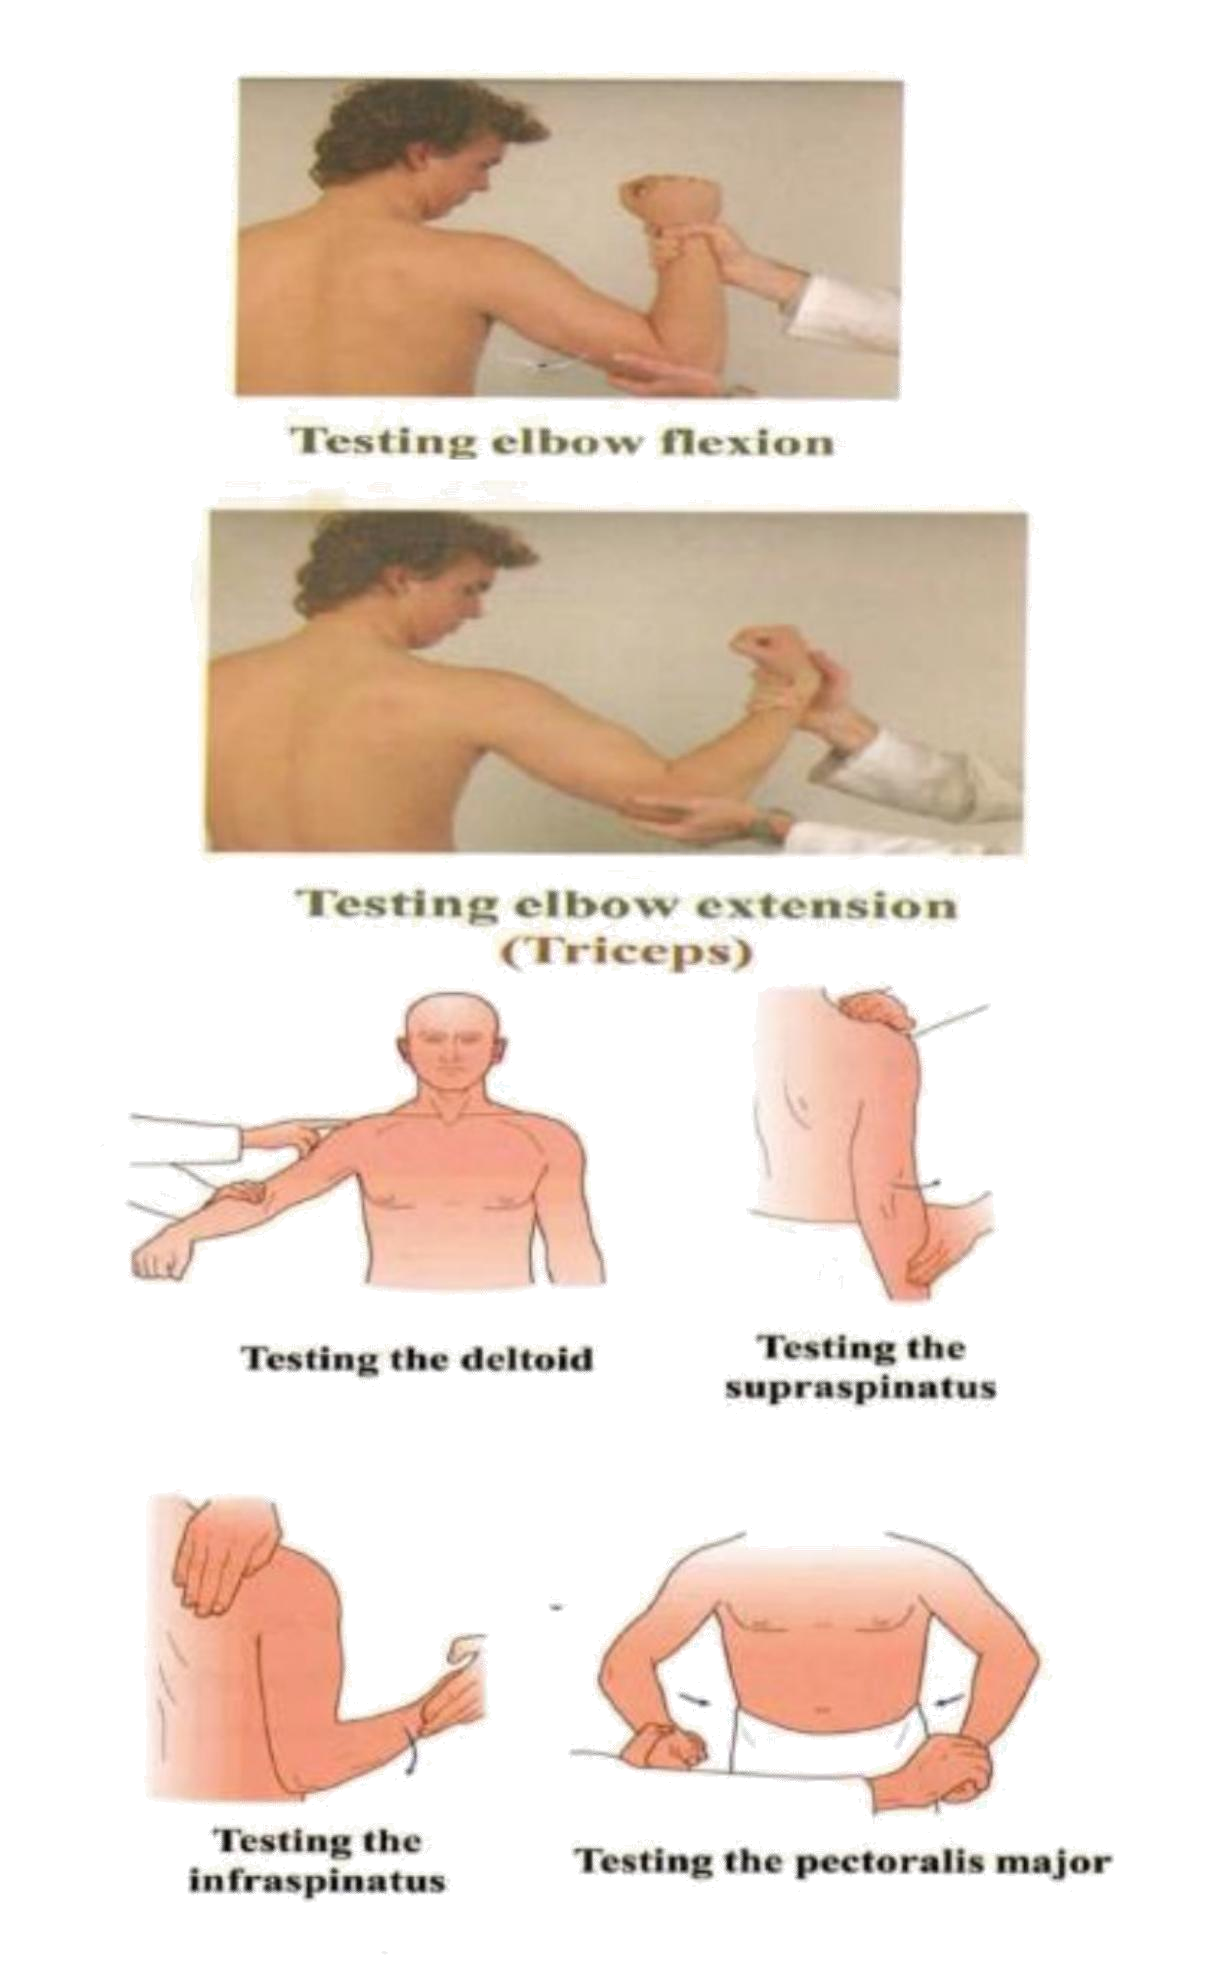 Testing elbow flexion
Testing elbow extension
(Triceps)
Testing the deltoid
Testing the
supraspinatus
Testing the
infraspinatus
Testing the pectoralis major